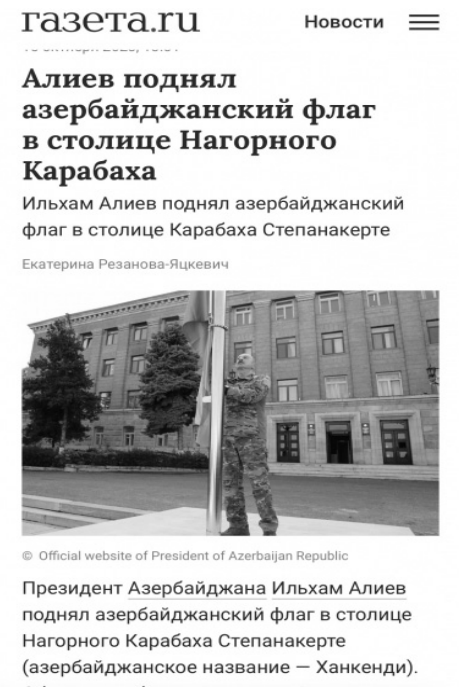 газета.ru
Новости
Алиев поднял
азербайджанский флаг
в столице Нагорного
Карабаха
Ильхам Алиев поднял азербайджанский
флаг в столице Карабаха Степанакерте
Екатерина Резанова-Яцкевич
© Official website of President of Azerbaijan Republic
Президент Азербайджана Ильхам Алиев
поднял азербайджанский флаг в столице
Нагорного Карабаха Степанакерте
(азербайджанское название — Ханкенди).